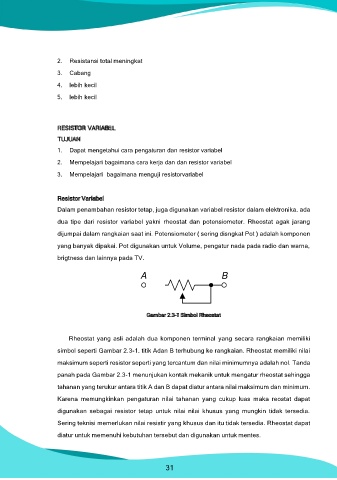 2. Resistansi total meningkat
3. Cabang
4. lebih kecil
5. lebih kecil
RESISTOR VARIABEL
TUJUAN
1. Dapat mengetahui cara pengaturan dan resistor variabel
2. Mempelajari bagaimana cara kerja dan dan resistor variabel
3. Mempelajari bagaimana menguji resistorvariabel
Resistor Variabel
Dalam penambahan resistor tetap, juga digunakan variabel resistor dalam elektronika, ada
dua tipe dari resistor variabel yakni rheostat dan potensiometer. Rheostat agak jarang
dijumpai dalam rangkaian saat ini. Potensiometer ( sering disngkat Pot ) adalah komponen
yang banyak dipakai. Pot digunakan untuk Volume, pengatur nada pada radio dan warna,
brigtness dan lainnya pada TV.
A B
Gambar 2.3-1 Simbol Rheostat
Rheostat yang asli adalah dua komponen terminal yang secara rangkaian memiliki
simbol seperti Gambar 2.3-1. titik Adan B terhubung ke rangkaian. Rheostat memiliki nilai
maksimum seperti resistor seperti yang tercantum dan nilai minimumnya adalah nol. Tanda
panah pada Gambar 2.3-1 menunjukan kontak mekanik untuk mengatur rheostat sehingga
tahanan yang terukur antara titik A dan B dapat diatur antara nilai maksimum dan minimum.
Karena memungkinkan pengaturan nilai tahanan yang cukup luas maka reostat dapat
digunakan sebagai resistor tetap untuk nilai nilai khusus yang mungkin tidak tersedia.
Sering teknisi memerlukan nilai resistir yang khusus dan itu tidak tersedia. Rheostat dapat
diatur untuk memenuhi kebutuhan tersebut dan digunakan untuk mentes.
31